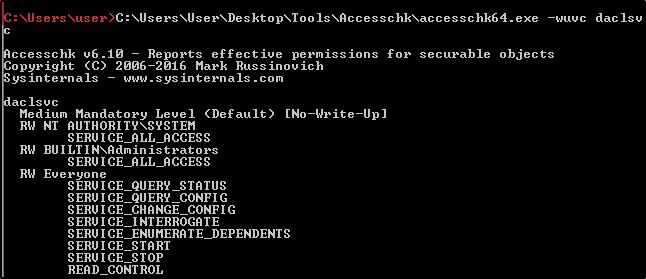 C:\Users\user>C:\Users\User\Desktop\Tools\Accesschk\accesschk64.exe -wuvc daclsv
c
Accesschk v6.10 - Reports effective permissions for securable objects
Copyright (C) 2006-2016 Mark Russinovich
Sysinternals - www.sysinternals.com
daclsvc
Medium Mandatory Level (Default) [No-Write-Up]
RW NT AUTHORITY\SYSTEM
SERVICE_ALL_ACCESS
RW BUILTIN\Administrators
SERVICE_ALL_ACCESS
RW Everyone
SERVICE_QUERY_STATUS
SERVICE_QUERY_CONFIG
SERVICE_CHANGE_CONFIG
SERVICE_INTERROGATE
SERVICE_ENUMERATE_DEPENDENTS
SERVICE_START
SERVICE_STOP
READ_CONTROL